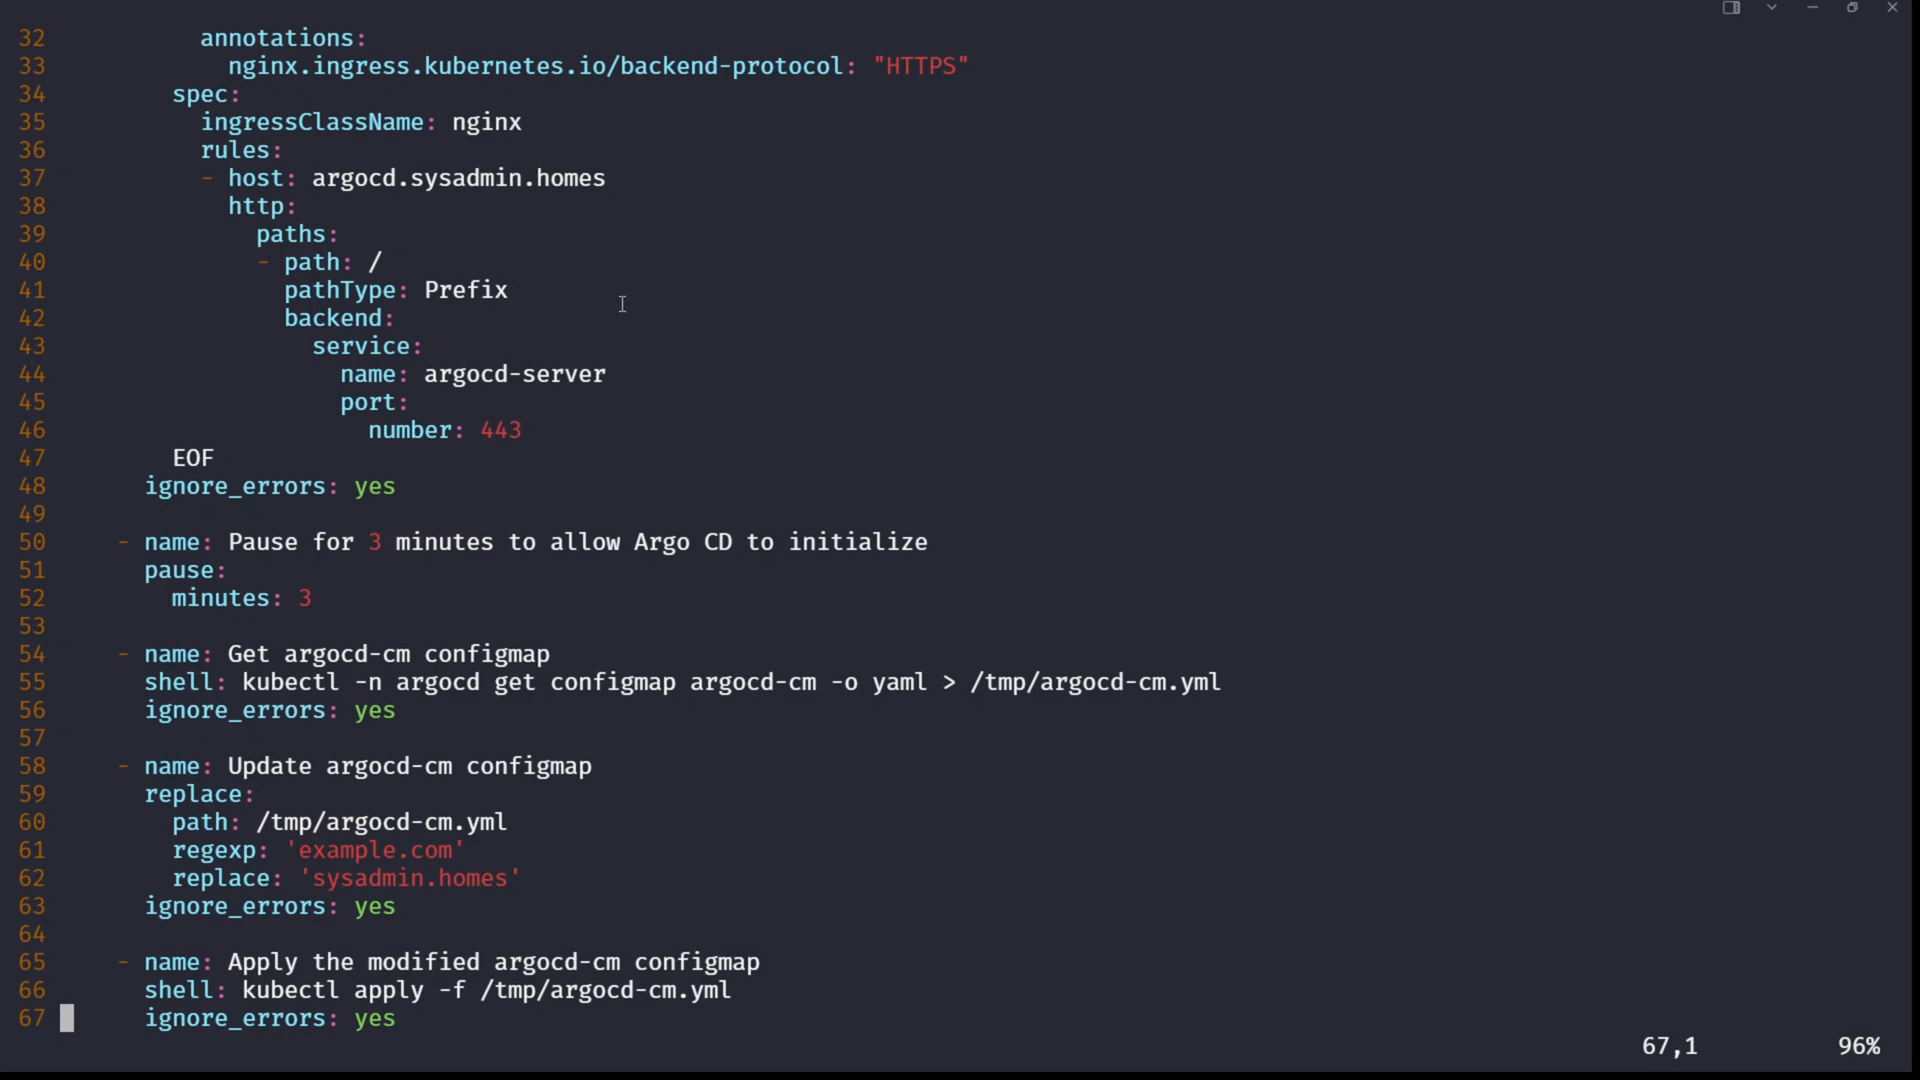 32 annotations:
33 nginx.ingress.kubernetes.io/backend-protocol: "HTTPS"
34 spec:
35 ingressClassName: nginx
36 rules:
37 - host: argocd.sysadmin.homes
38 http:
39 paths:
40 - path: /
41 pathType: Prefix
42 backend:
43 service:
44 name: argocd-server
45 port:
46 number: 443
47 EOF
48 ignore_errors: yes
49
50 - name: Pause for 3 minutes to allow Argo CD to initialize
51 pause:
52 minutes: 3
53
54 - name: Get argocd-cm configmap
55 shell: kubectl -n argocd get configmap argocd-cm -o yaml > /tmp/argocd-cm.yml
56 ignore_errors: yes
57
58 - name: Update argocd-cm configmap
59 replace:
60 path: /tmp/argocd-cm.yml
61 regexp: 'example.com'
62 replace: 'sysadmin.homes'
63 ignore_errors: yes
64
65 - name: Apply the modified argocd-cm configmap
66 shell: kubectl apply -f /tmp/argocd-cm.yml
67 ignore_errors: yes
67,1 96%